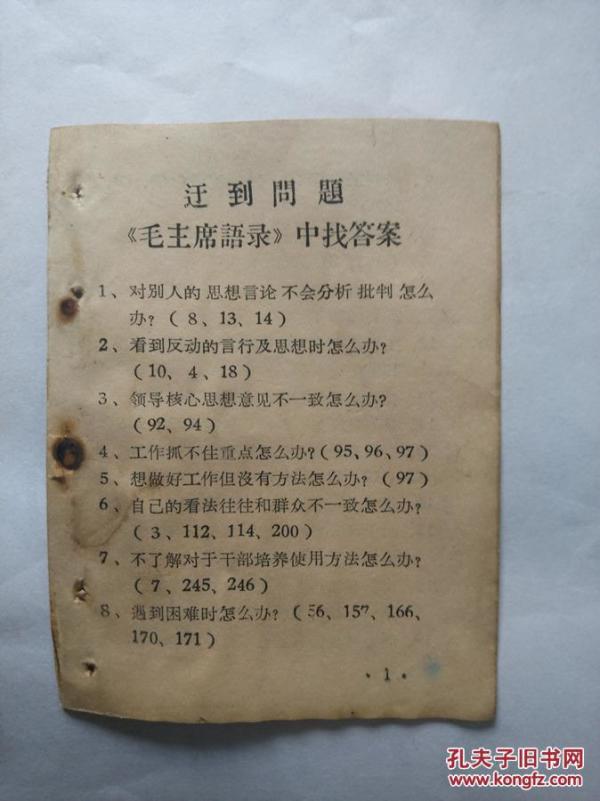 迂到問題
《毛主席語录》中找答案
1、对别人的思想言论不会分析批判怎么
办？（8、13、14）
2、看到反动的言行及思想时怎么办？
（10、4、18）
3、领导核心思想意见不一致怎么办？
（92、94）
4、工作抓不住重点怎么办？（95、96、97）
5、想做好工作但沒有方法怎么办？（97）
6、自己的看法往往和群众不一致怎么办？
（3、112、114、200）
7、不了解对于干部培养使用方法怎么办？
（7、245、246）
8、遇到困难时怎么办？（56、157、166、
170、171）
·1·
孔夫子旧书网
www.kongfz.com